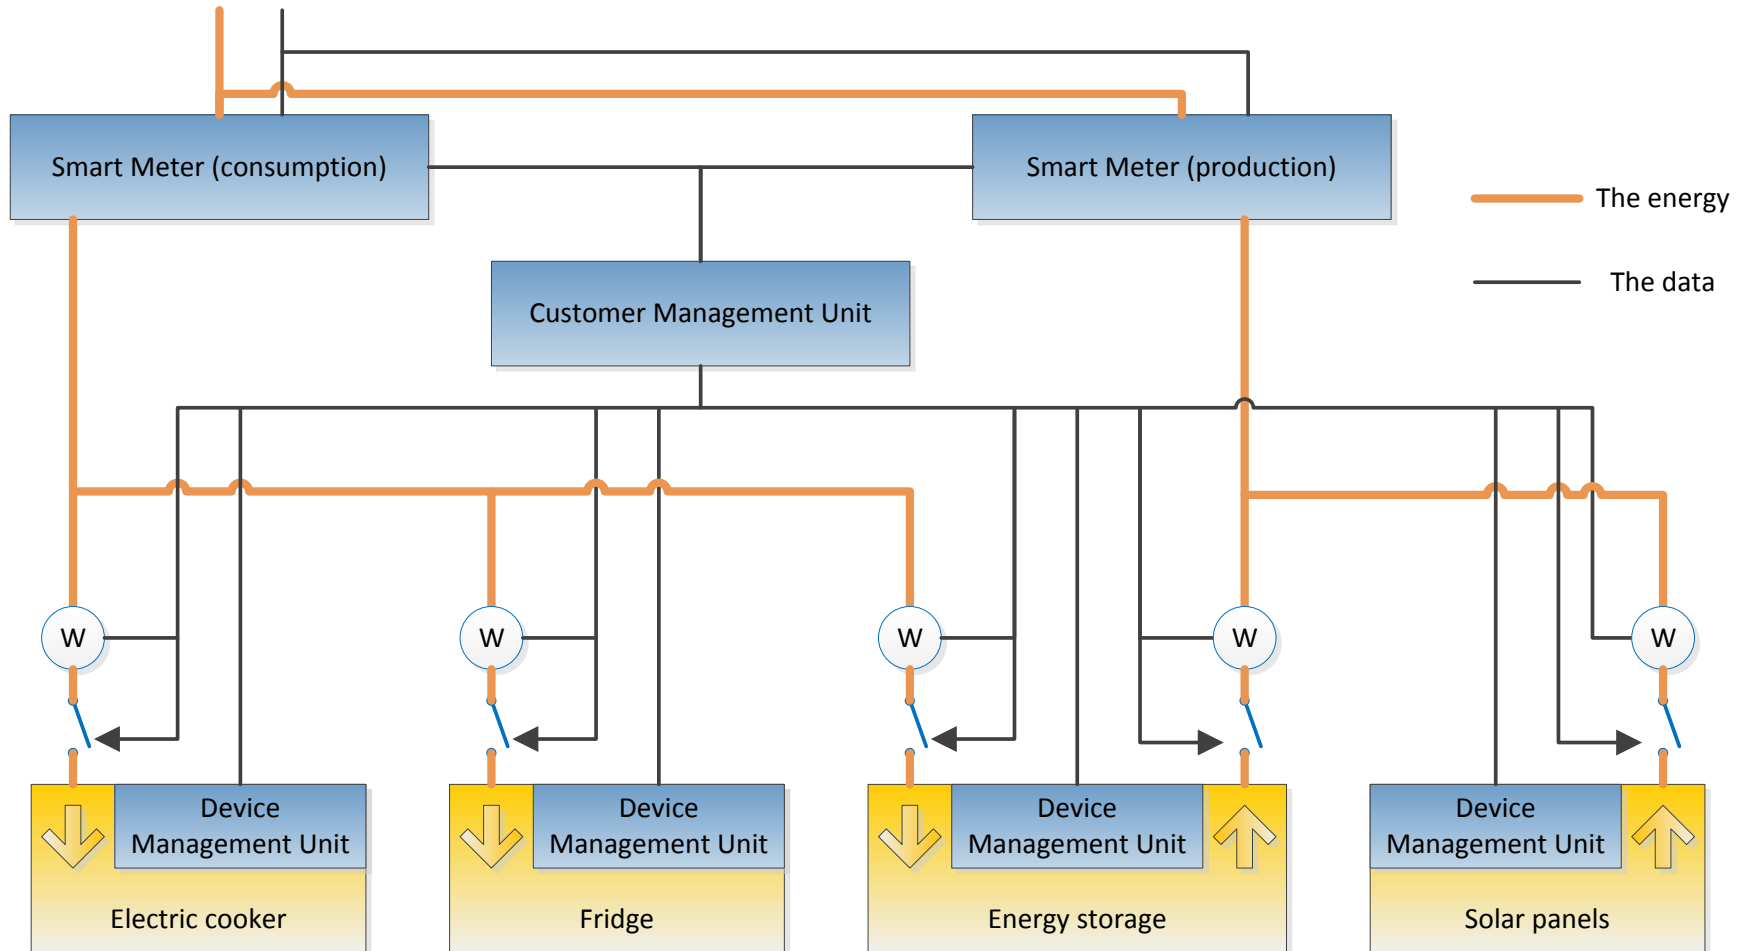 Smart Meter (consumption)
Smart Meter (production)
The energy
The data
Customer Management Unit
W
W
W
W
W
Device
Management Unit
Device
Management Unit
Device
Management Unit
Device
Management Unit
Electric cooker
Fridge
Energy storage
Solar panels